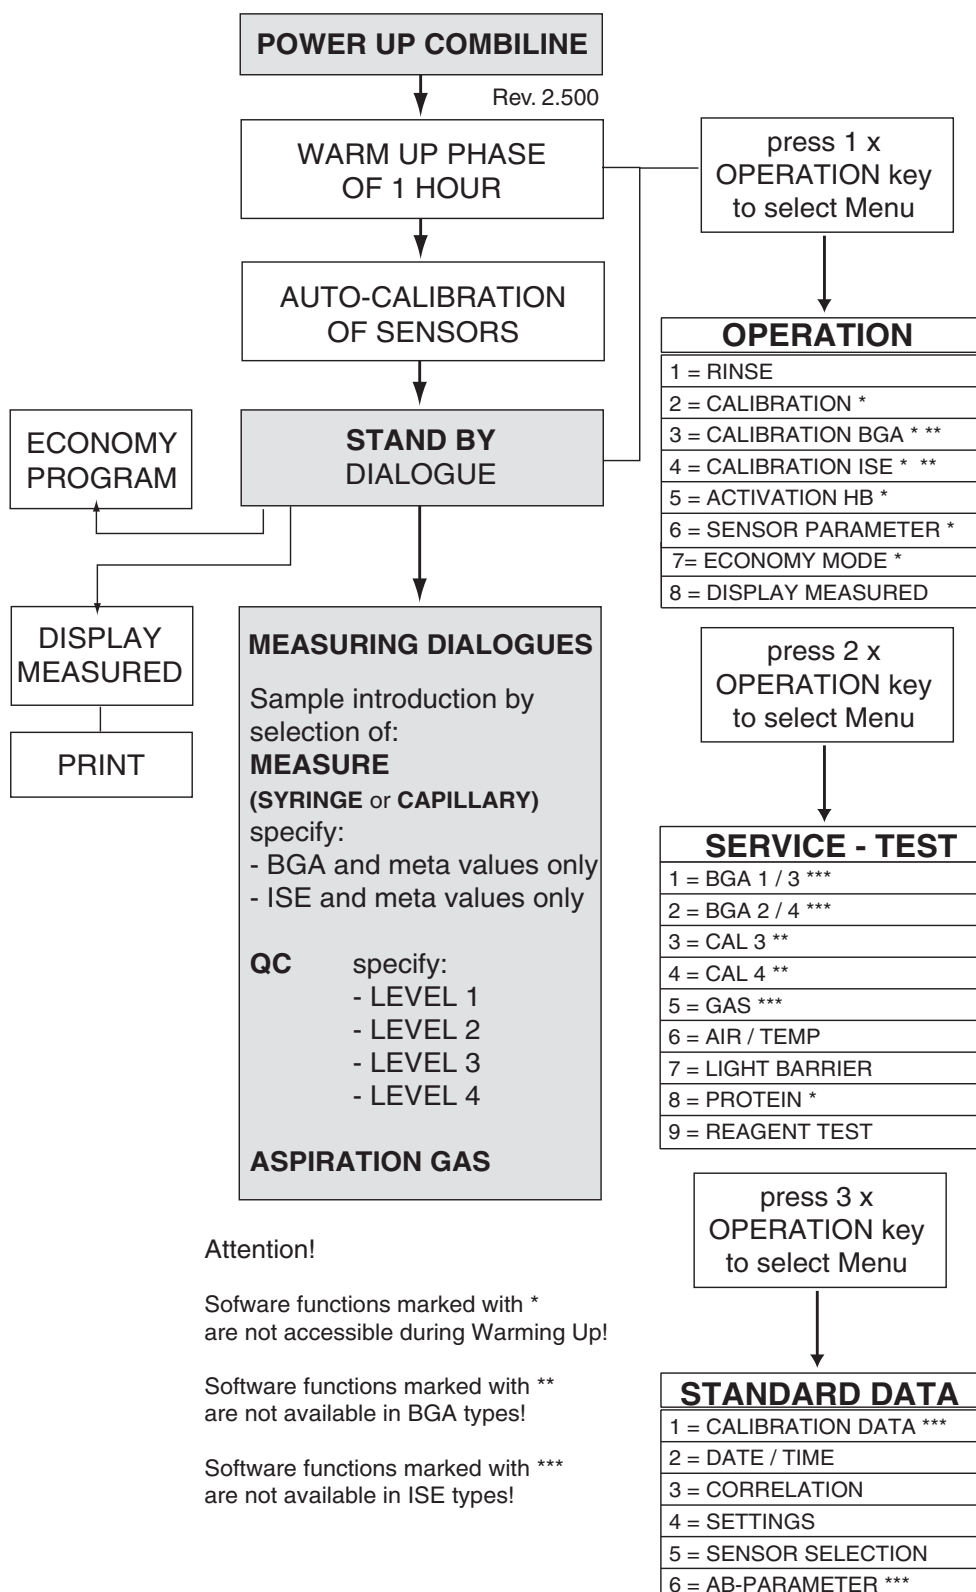 POWER UP COMBILINE
Rev. 2.500
WARM UP PHASE
OF 1 HOUR
AUTO-CALIBRATION
OF SENSORS
STAND BY
DIALOGUE
ECONOMY
PROGRAM
DISPLAY
MEASURED
PRINT
MEASURING DIALOGUES
Sample introduction by
selection of:
MEASURE
(SYRINGE or CAPILLARY)
specify:
- BGA and meta values only
- ISE and meta values only
QC specify:
- LEVEL 1
- LEVEL 2
- LEVEL 3
- LEVEL 4
ASPIRATION GAS
Attention!
Sofware functions marked with *
are not accessible during Warming Up!
Software functions marked with **
are not available in BGA types!
Software functions marked with ***
are not available in ISE types!
press 1 x
OPERATION key
to select Menu
OPERATION
1 = RINSE
2 = CALIBRATION *
3 = CALIBRATION BGA * **
4 = CALIBRATION ISE * **
5 = ACTIVATION HB *
6 = SENSOR PARAMETER *
7= ECONOMY MODE *
8 = DISPLAY MEASURED
press 2 x
OPERATION key
to select Menu
SERVICE - TEST
1 = BGA 1 / 3 ***
2 = BGA 2 / 4 ***
3 = CAL 3 **
4 = CAL 4 **
5 = GAS ***
6 = AIR / TEMP
7 = LIGHT BARRIER
8 = PROTEIN *
9 = REAGENT TEST
press 3 x
OPERATION key
to select Menu
STANDARD DATA
1 = CALIBRATION DATA ***
2 = DATE / TIME
3 = CORRELATION
4 = SETTINGS
5 = SENSOR SELECTION
6 = AB-PARAMETER ***